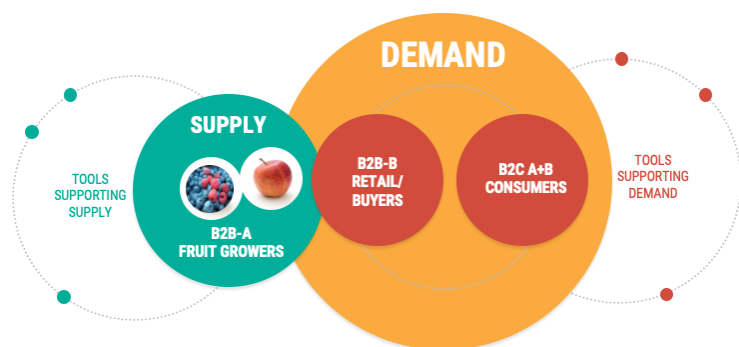 DEMAND
SUPPLY
B2B-A
FRUIT GROWERS
B2B-B
RETAIL/
BUYERS
B2C A+B
CONSUMERS
TOOLS
SUPPORTING
SUPPLY
TOOLS
SUPPORTING
DEMAND